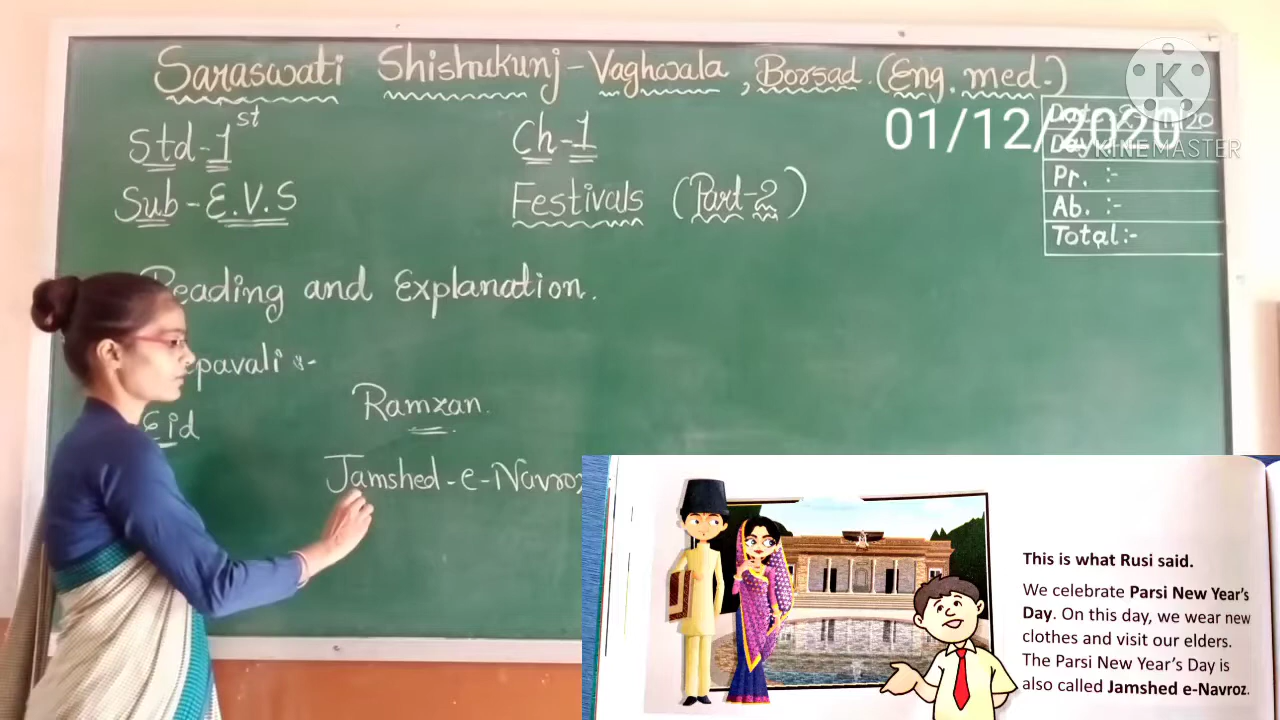 Saraswati Shishukunj - Vaghwala, Borsad. (Eng. med.)
K
KINEMASTER
01/12/2020
Std - 1st
Ch - 1
Sub - E.V.S
Festivals (Part-2)
Pr. :-
Ab. :-
Total:-
Reading and Explanation.
epavali :-
Ramzan.
Eid
Jamshed - e - Navroz
This is what Rusi said.
We celebrate Parsi New Year's
Day. On this day, we wear new
clothes and visit our elders.
The Parsi New Year's Day is
also called Jamshed e-Navroz.